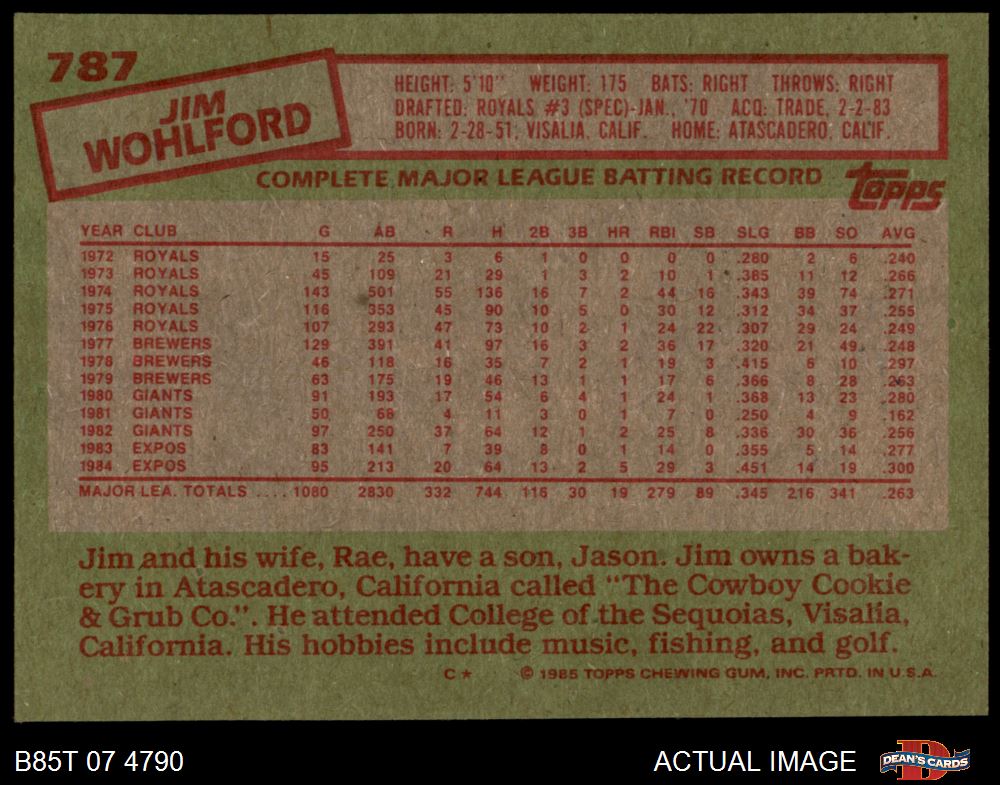 787
JIM
WOHLFORD
HEIGHT: 5'10" WEIGHT: 175 BATS: RIGHT THROWS: RIGHT
DRAFTED: ROYALS #3 (SPEC)-JAN., '70 ACQ: TRADE, 2-2-83
BORN: 2-28-51, VISALIA, CALIF. HOME: ATASCADERO, CALIF.
COMPLETE MAJOR LEAGUE BATTING RECORD
topps
YEAR CLUB G AB R H 2B 3B HR RBI SB SLG BB SO AVG
1972 ROYALS 15 25 3 6 1 0 0 0 0 .280 2 6 .240
1973 ROYALS 45 109 21 29 1 3 2 10 1 .385 11 12 .266
1974 ROYALS 143 501 55 136 16 7 2 44 16 .343 39 74 .271
1975 ROYALS 116 353 45 90 10 5 0 30 12 .312 34 37 .255
1976 ROYALS 107 293 47 73 10 2 1 24 22 .307 29 24 .249
1977 BREWERS 129 391 41 97 16 3 2 36 17 .320 21 49 .248
1978 BREWERS 46 118 16 35 7 2 1 19 3 .415 6 10 .297
1979 BREWERS 63 175 19 46 13 1 1 17 6 .366 8 28 .263
1980 GIANTS 91 193 17 54 6 4 1 24 1 .368 13 23 .280
1981 GIANTS 50 68 4 11 3 0 1 7 0 .250 4 9 .162
1982 GIANTS 97 250 37 64 12 1 2 25 8 .336 30 36 .256
1983 EXPOS 83 141 7 39 8 0 1 14 0 .355 5 14 .277
1984 EXPOS 95 213 20 64 13 2 5 29 3 .451 14 19 .300
MAJOR LEA. TOTALS .... 1080 2830 332 744 116 30 19 279 89 .345 216 341 .263
Jim and his wife, Rae, have a son, Jason. Jim owns a bak-
ery in Atascadero, California called "The Cowboy Cookie
& Grub Co.". He attended College of the Sequoias, Visalia,
California. His hobbies include music, fishing, and golf.
C* © 1985 TOPPS CHEWING GUM, INC. PRTD. IN U.S.A.
B85T 07 4790
ACTUAL IMAGE
D
DEAN'S CARDS